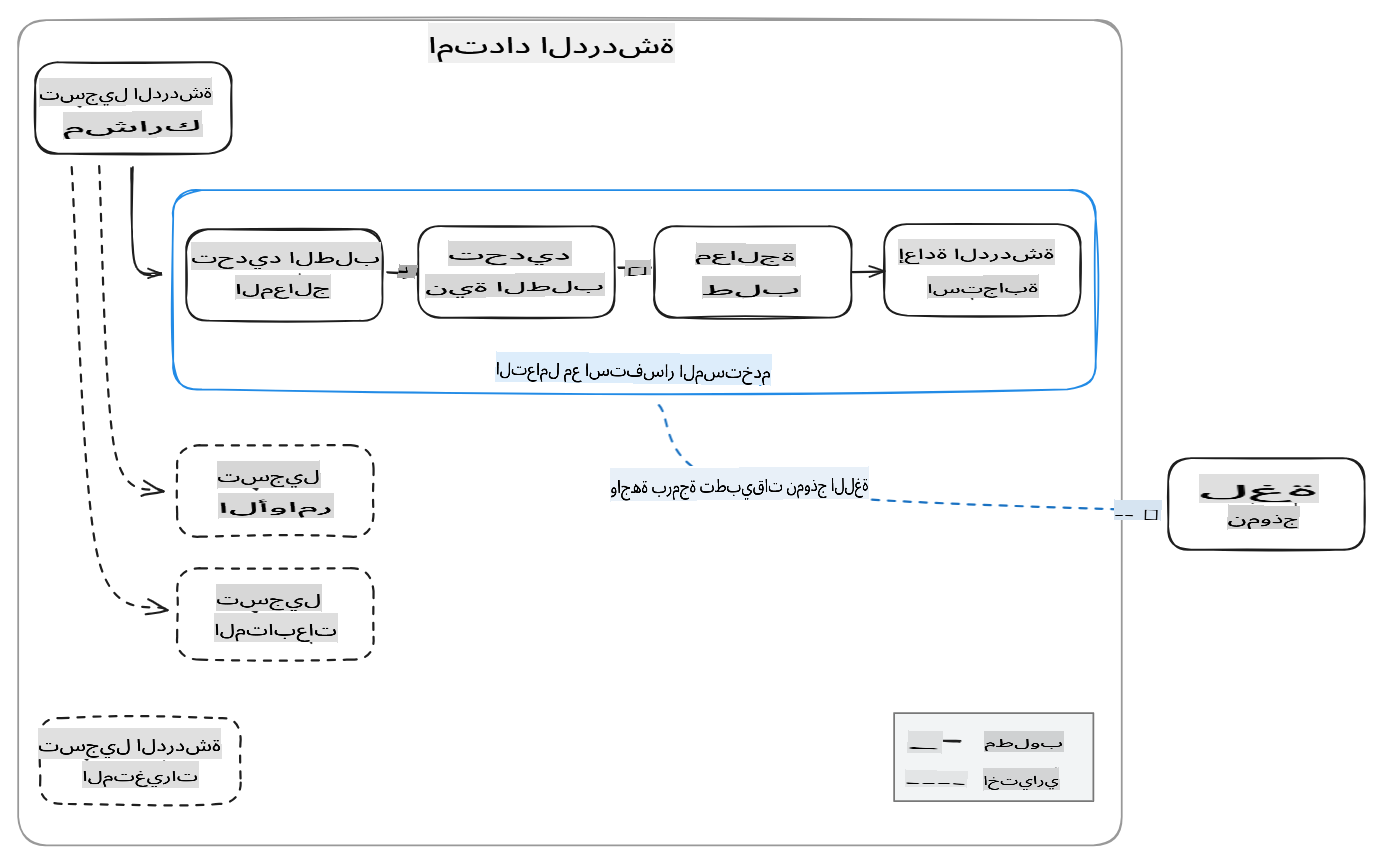 امتداد الدردشة
تسجيل الدردشة
مشارك
تحديد الطلب
المعالج
تحديد
نية الطلب
معالجة
طلب
إعادة الدردشة
استجابة
التعامل مع استفسار المستخدم
واجهة برمجة تطبيقات نموذج اللغة
لغة
نموذج
تسجيل
الأوامر
تسجيل
المتابعات
تسجيل الدردشة
المتغيرات
مطلوب
اختياري